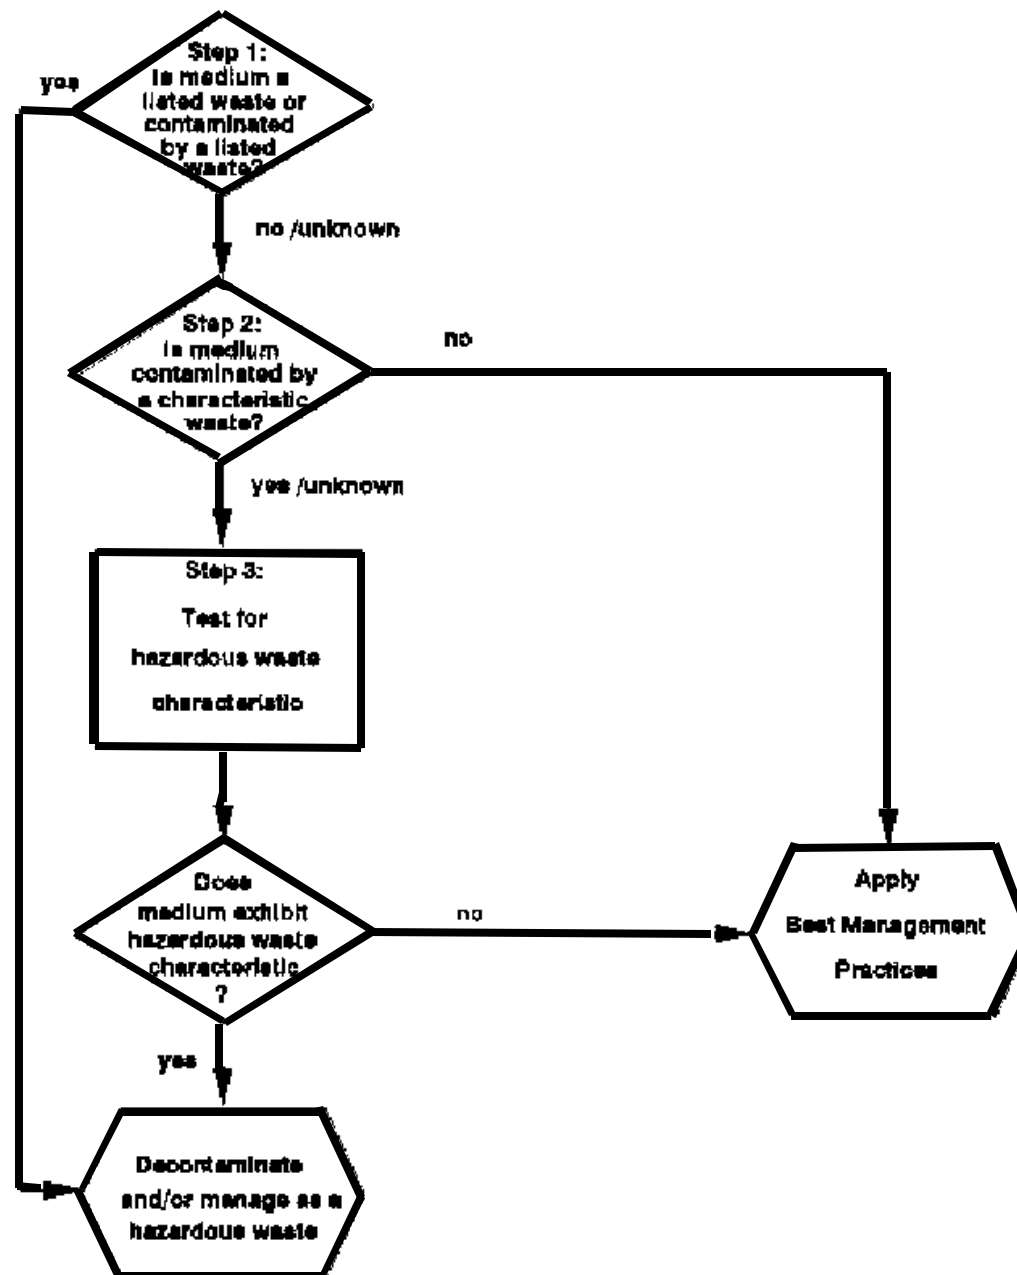 Step 1:
yes
Is medium a
listed waste or
contaminated
by a listed
waste?
no /unknown
Step 2:
no
Is medium
contaminated by
a characteristic
waste?
yes /unknown
Step 3:
Test for
hazardous waste
characteristic
Does
medium exhibit
hazardous waste
characteristic
?
no
Apply
Best Management
Practices
yes
Decontaminate
and/or manage as a
hazardous waste